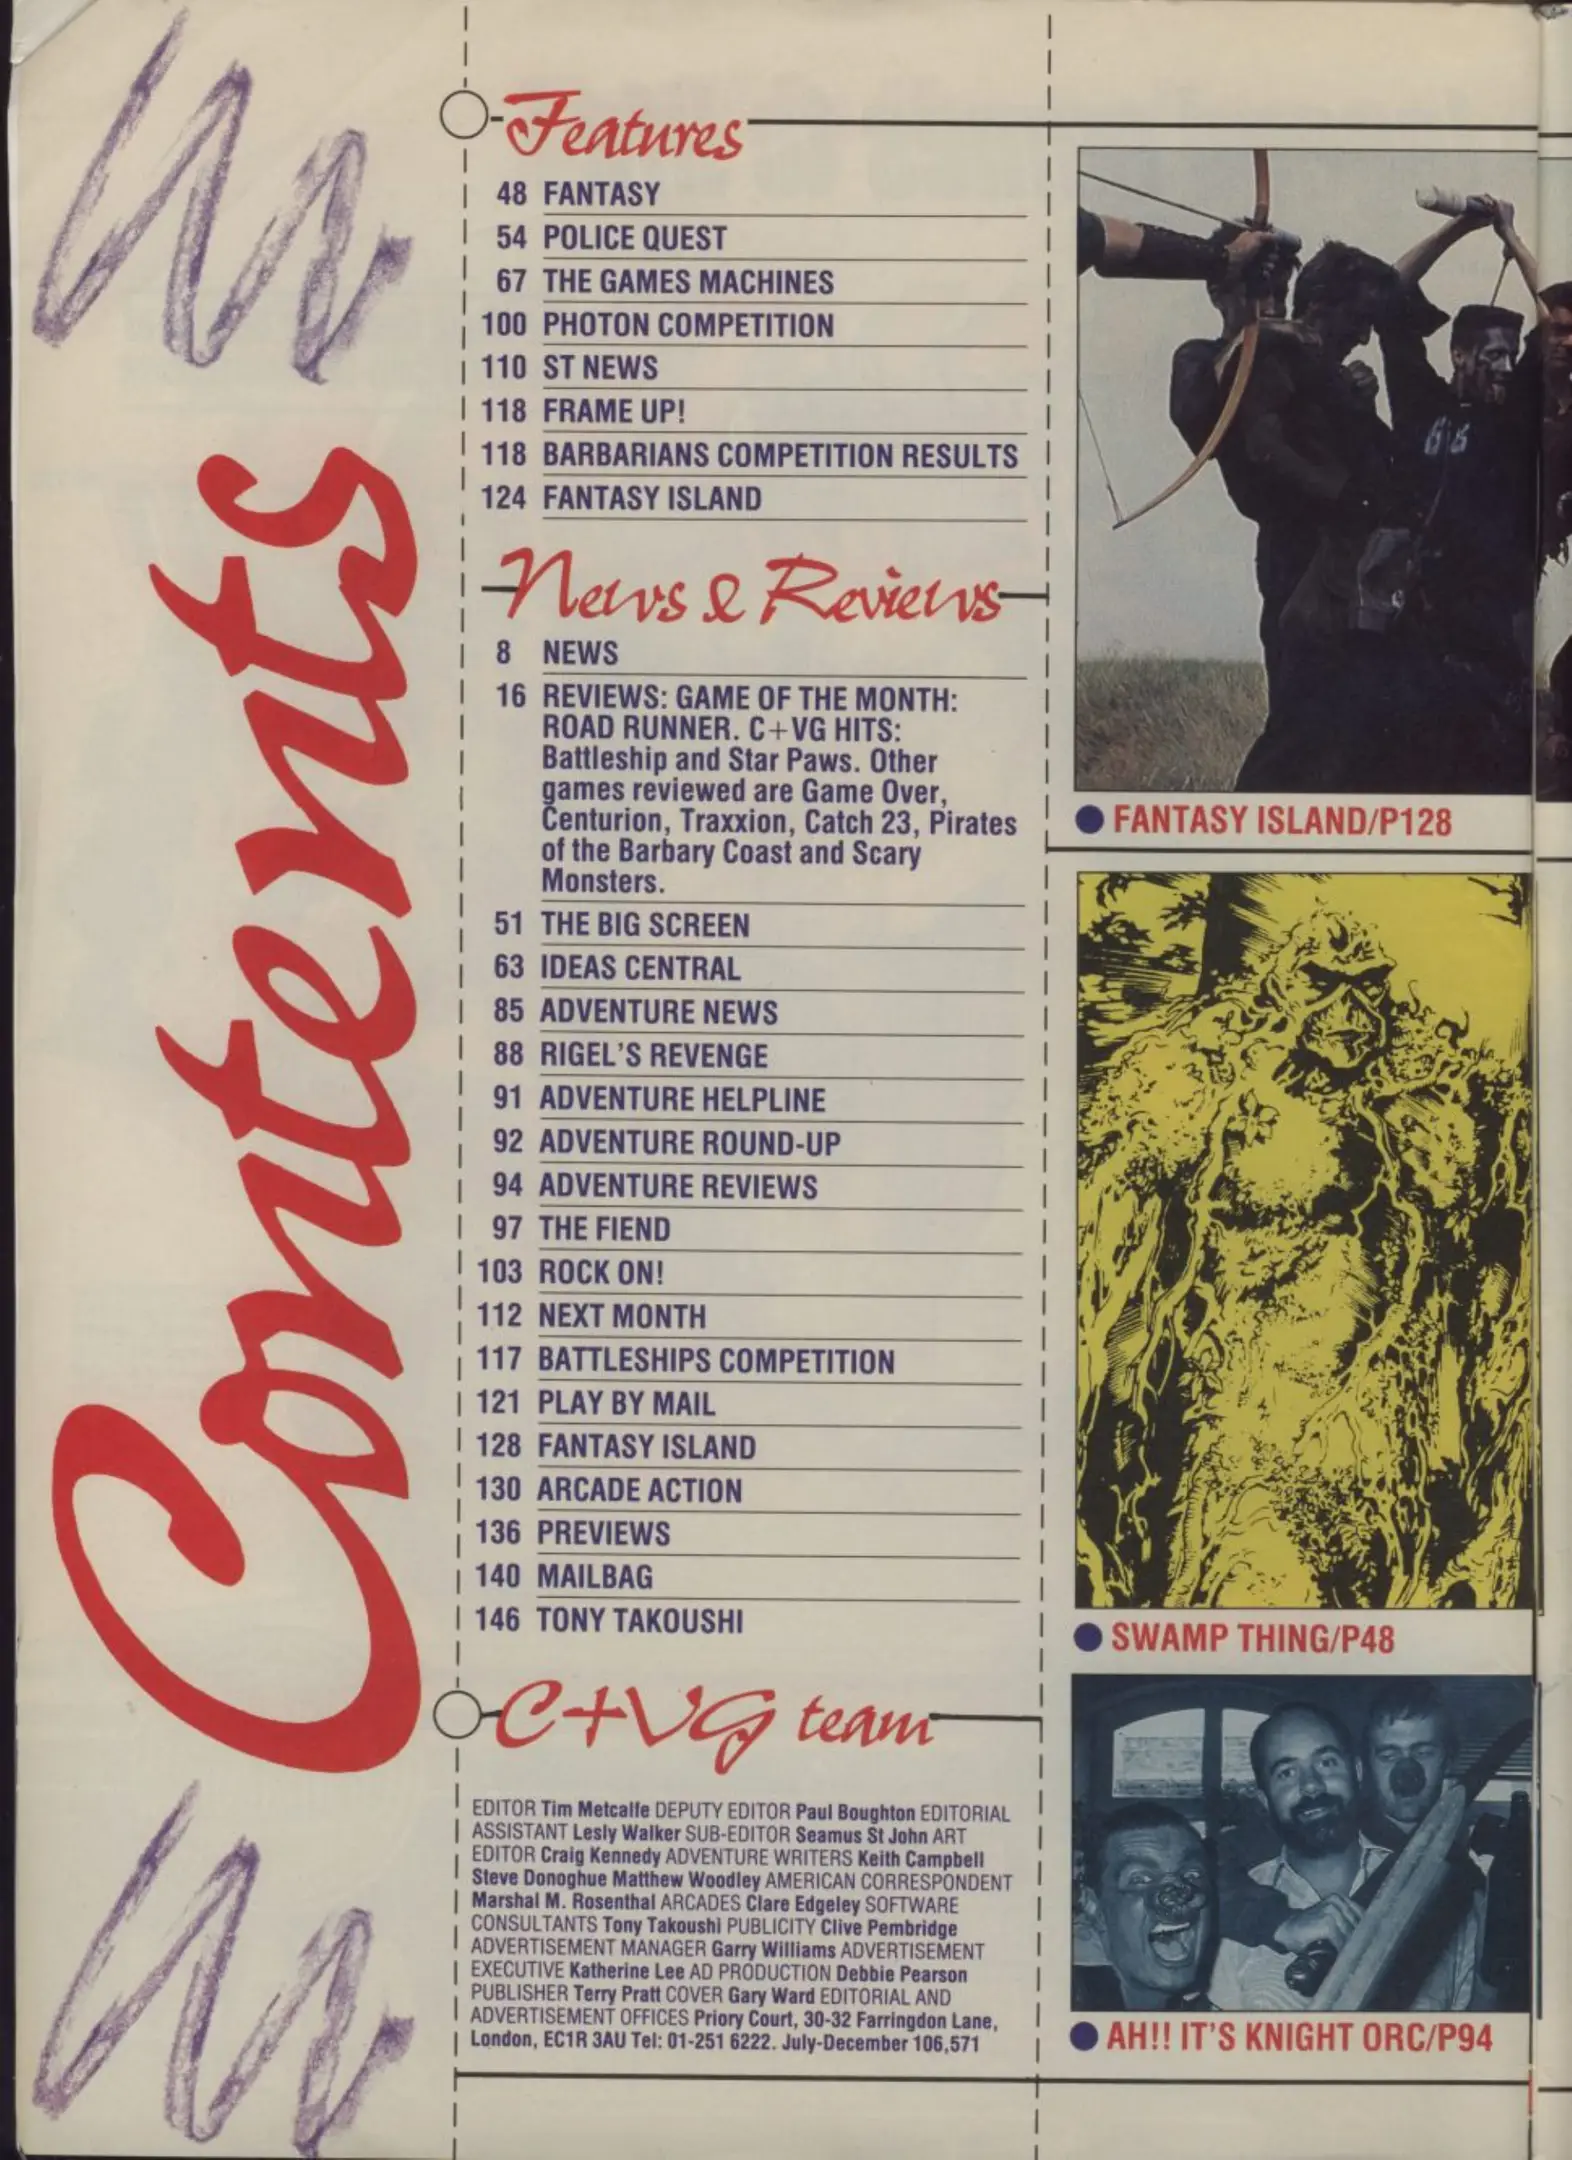 Contents
Features
48 FANTASY
54 POLICE QUEST
67 THE GAMES MACHINES
100 PHOTON COMPETITION
110 ST NEWS
118 FRAME UP!
118 BARBARIANS COMPETITION RESULTS
124 FANTASY ISLAND
News & Reviews
8 NEWS
16 REVIEWS: GAME OF THE MONTH:
ROAD RUNNER. C+VG HITS:
Battleship and Star Paws. Other
games reviewed are Game Over,
Centurion, Traxxion, Catch 23, Pirates
of the Barbary Coast and Scary
Monsters.
51 THE BIG SCREEN
63 IDEAS CENTRAL
85 ADVENTURE NEWS
88 RIGEL'S REVENGE
91 ADVENTURE HELPLINE
92 ADVENTURE ROUND-UP
94 ADVENTURE REVIEWS
97 THE FIEND
103 ROCK ON!
112 NEXT MONTH
117 BATTLESHIPS COMPETITION
121 PLAY BY MAIL
128 FANTASY ISLAND
130 ARCADE ACTION
136 PREVIEWS
140 MAILBAG
146 TONY TAKOUSHI
C+VG team
EDITOR Tim Metcalfe DEPUTY EDITOR Paul Boughton EDITORIAL
ASSISTANT Lesly Walker SUB-EDITOR Seamus St John ART
EDITOR Craig Kennedy ADVENTURE WRITERS Keith Campbell
Steve Donoghue Matthew Woodley AMERICAN CORRESPONDENT
Marshal M. Rosenthal ARCADES Clare Edgeley SOFTWARE
CONSULTANTS Tony Takoushi PUBLICITY Clive Pembridge
ADVERTISEMENT MANAGER Garry Williams ADVERTISEMENT
EXECUTIVE Katherine Lee AD PRODUCTION Debbie Pearson
PUBLISHER Terry Pratt COVER Gary Ward EDITORIAL AND
ADVERTISEMENT OFFICES Priory Court, 30-32 Farringdon Lane,
London, EC1R 3AU Tel: 01-251 6222. July-December 106,571
FANTASY ISLAND/P128
SWAMP THING/P48
AH!! IT'S KNIGHT ORC/P94